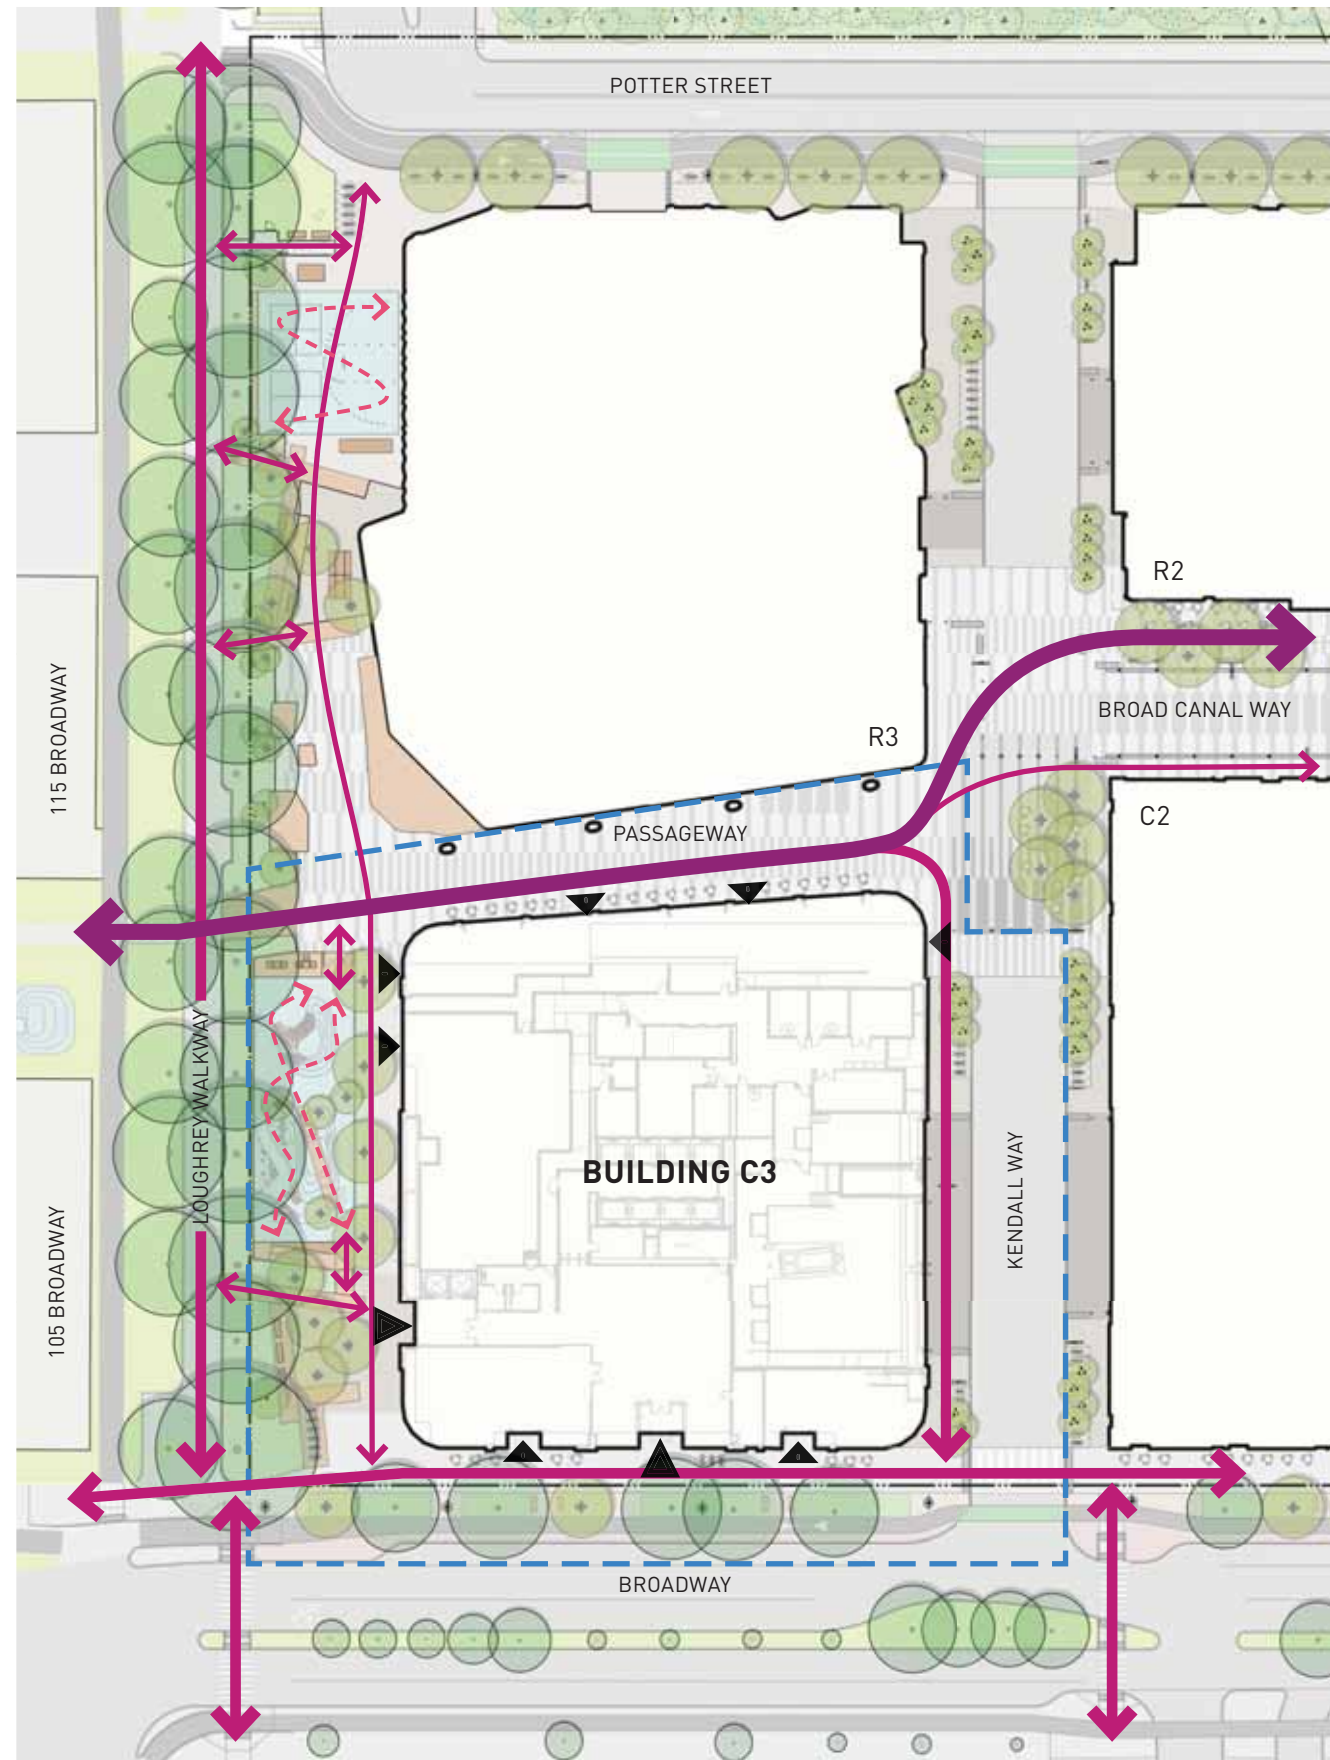 POTTER STREET
R2
115 BROADWAY
BROAD CANAL WAY
R3
C2
PASSAGEWAY
LOUGHREY WALKWAY
BUILDING C3
KENDALL WAY
105 BROADWAY
BROADWAY